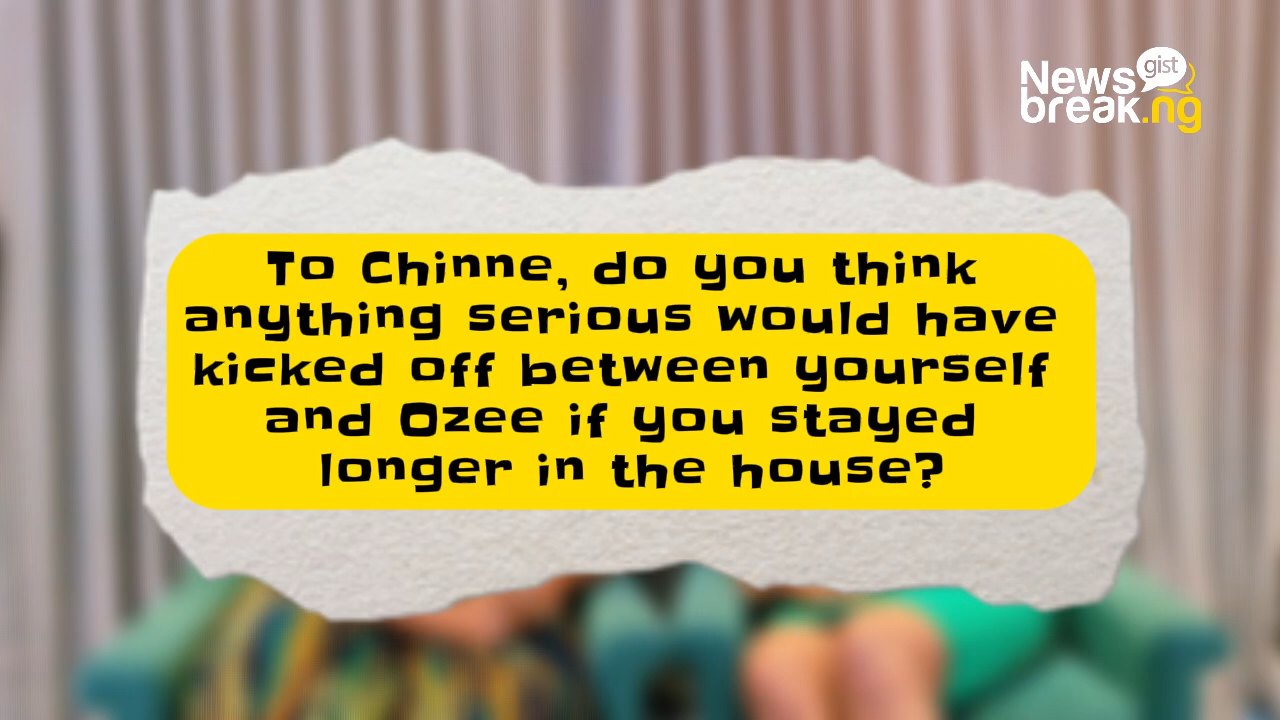 News
gist
break.ng
To Chinne, do you think
anything serious would have
kicked off between yourself
and Ozee if you stayed
longer in the house?